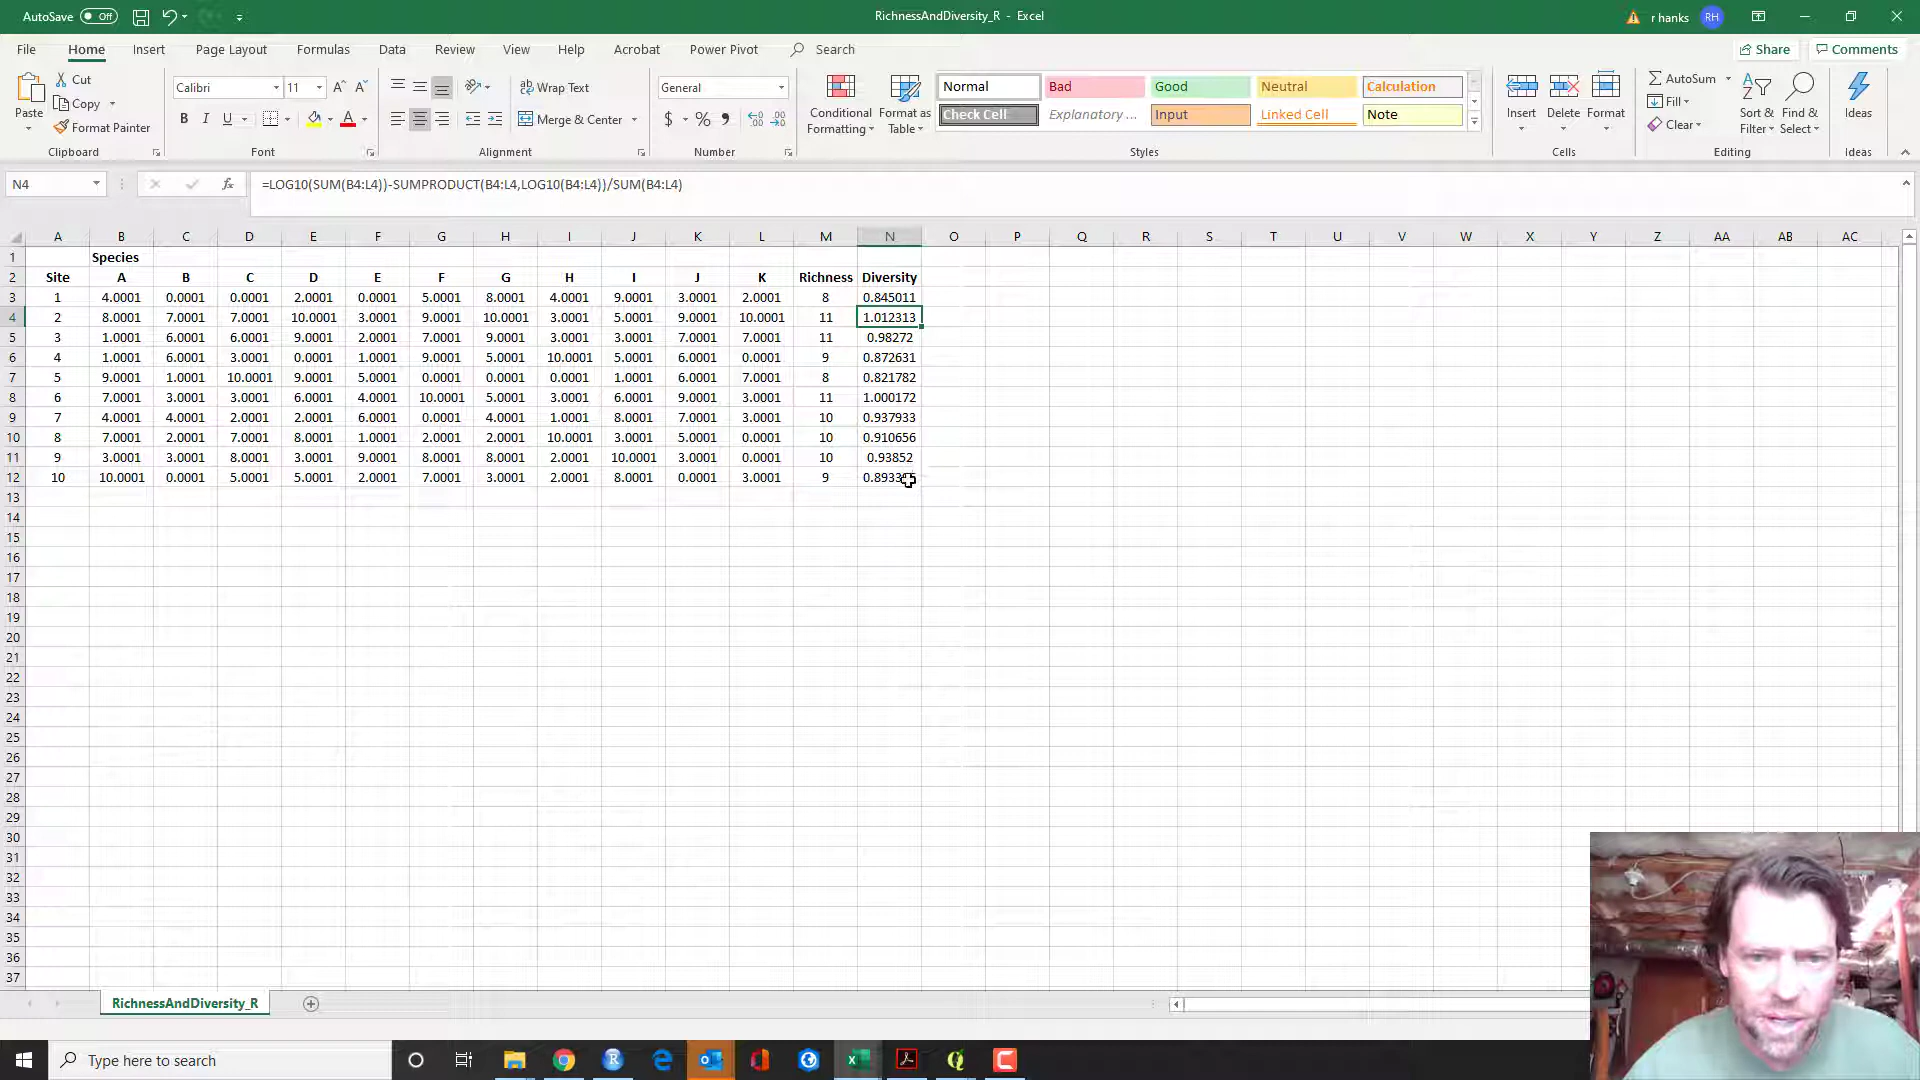 AutoSave Off
RichnessAndDiversity_R - Excel
r hanks RH
File Home Insert Page Layout Formulas Data Review View Help Acrobat Power Pivot Search
Share Comments
Paste
Cut
Copy
Format Painter
Clipboard
Calibri 11
B I U
Font
Wrap Text
Merge & Center
Alignment
General
$ % ,
Number
Conditional Formatting
Format as Table
Normal Bad Good Neutral Calculation
Check Cell Explanatory ... Input Linked Cell Note
Styles
Insert Delete Format
Cells
AutoSum
Fill
Clear
Sort & Filter
Find & Select
Editing
Ideas
Ideas
N4 fx =LOG10(SUM(B4:L4))-SUMPRODUCT(B4:L4,LOG10(B4:L4))/SUM(B4:L4)
A B C D E F G H I J K L M N O P Q R S T U V W X Y Z AA AB AC
1 Species
2 Site A B C D E F G H I J K Richness Diversity
3 1 4.0001 0.0001 0.0001 2.0001 0.0001 5.0001 8.0001 4.0001 9.0001 3.0001 2.0001 8 0.845011
4 2 8.0001 7.0001 7.0001 10.0001 3.0001 9.0001 10.0001 3.0001 5.0001 9.0001 10.0001 11 1.012313
5 3 1.0001 6.0001 6.0001 9.0001 2.0001 7.0001 9.0001 3.0001 3.0001 7.0001 7.0001 11 0.98272
6 4 1.0001 6.0001 3.0001 0.0001 1.0001 9.0001 5.0001 10.0001 5.0001 6.0001 0.0001 9 0.872631
7 5 9.0001 1.0001 10.0001 9.0001 5.0001 0.0001 0.0001 0.0001 1.0001 6.0001 7.0001 8 0.821782
8 6 7.0001 3.0001 3.0001 6.0001 4.0001 10.0001 5.0001 3.0001 6.0001 9.0001 3.0001 11 1.000172
9 7 4.0001 4.0001 2.0001 2.0001 6.0001 0.0001 4.0001 1.0001 8.0001 7.0001 3.0001 10 0.937933
10 8 7.0001 2.0001 7.0001 8.0001 1.0001 2.0001 2.0001 10.0001 3.0001 5.0001 0.0001 10 0.910656
11 9 3.0001 3.0001 8.0001 3.0001 9.0001 8.0001 8.0001 2.0001 10.0001 3.0001 0.0001 10 0.93852
12 10 10.0001 0.0001 5.0001 5.0001 2.0001 7.0001 3.0001 2.0001 8.0001 0.0001 3.0001 9
13
14
15
16
17
18
19
20
21
22
23
24
25
26
27
28
29
30
31
32
33
34
35
36
37
RichnessAndDiversity_R
Type here to search